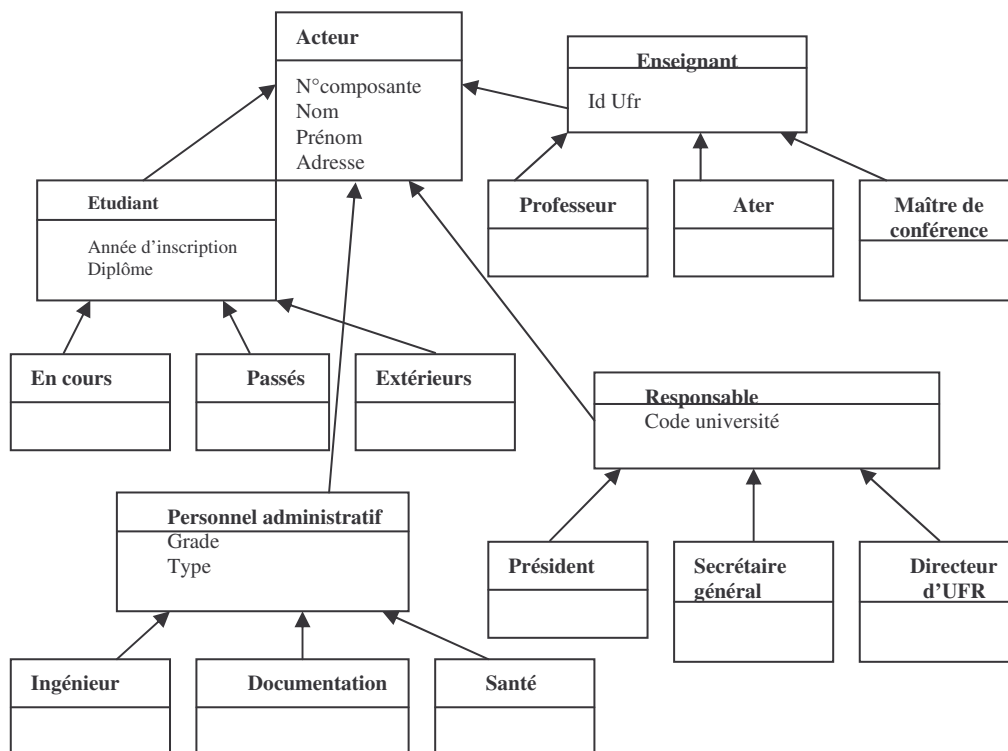 Acteur
N°composante
Nom
Prénom
Adresse
Enseignant
Id Ufr
Etudiant
Année d'inscription
Diplôme
Professeur
Ater
Maître de
conférence
En cours
Passés
Extérieurs
Responsable
Code université
Personnel administratif
Grade
Type
Président
Secrétaire
général
Directeur
d'UFR
Ingénieur
Documentation
Santé